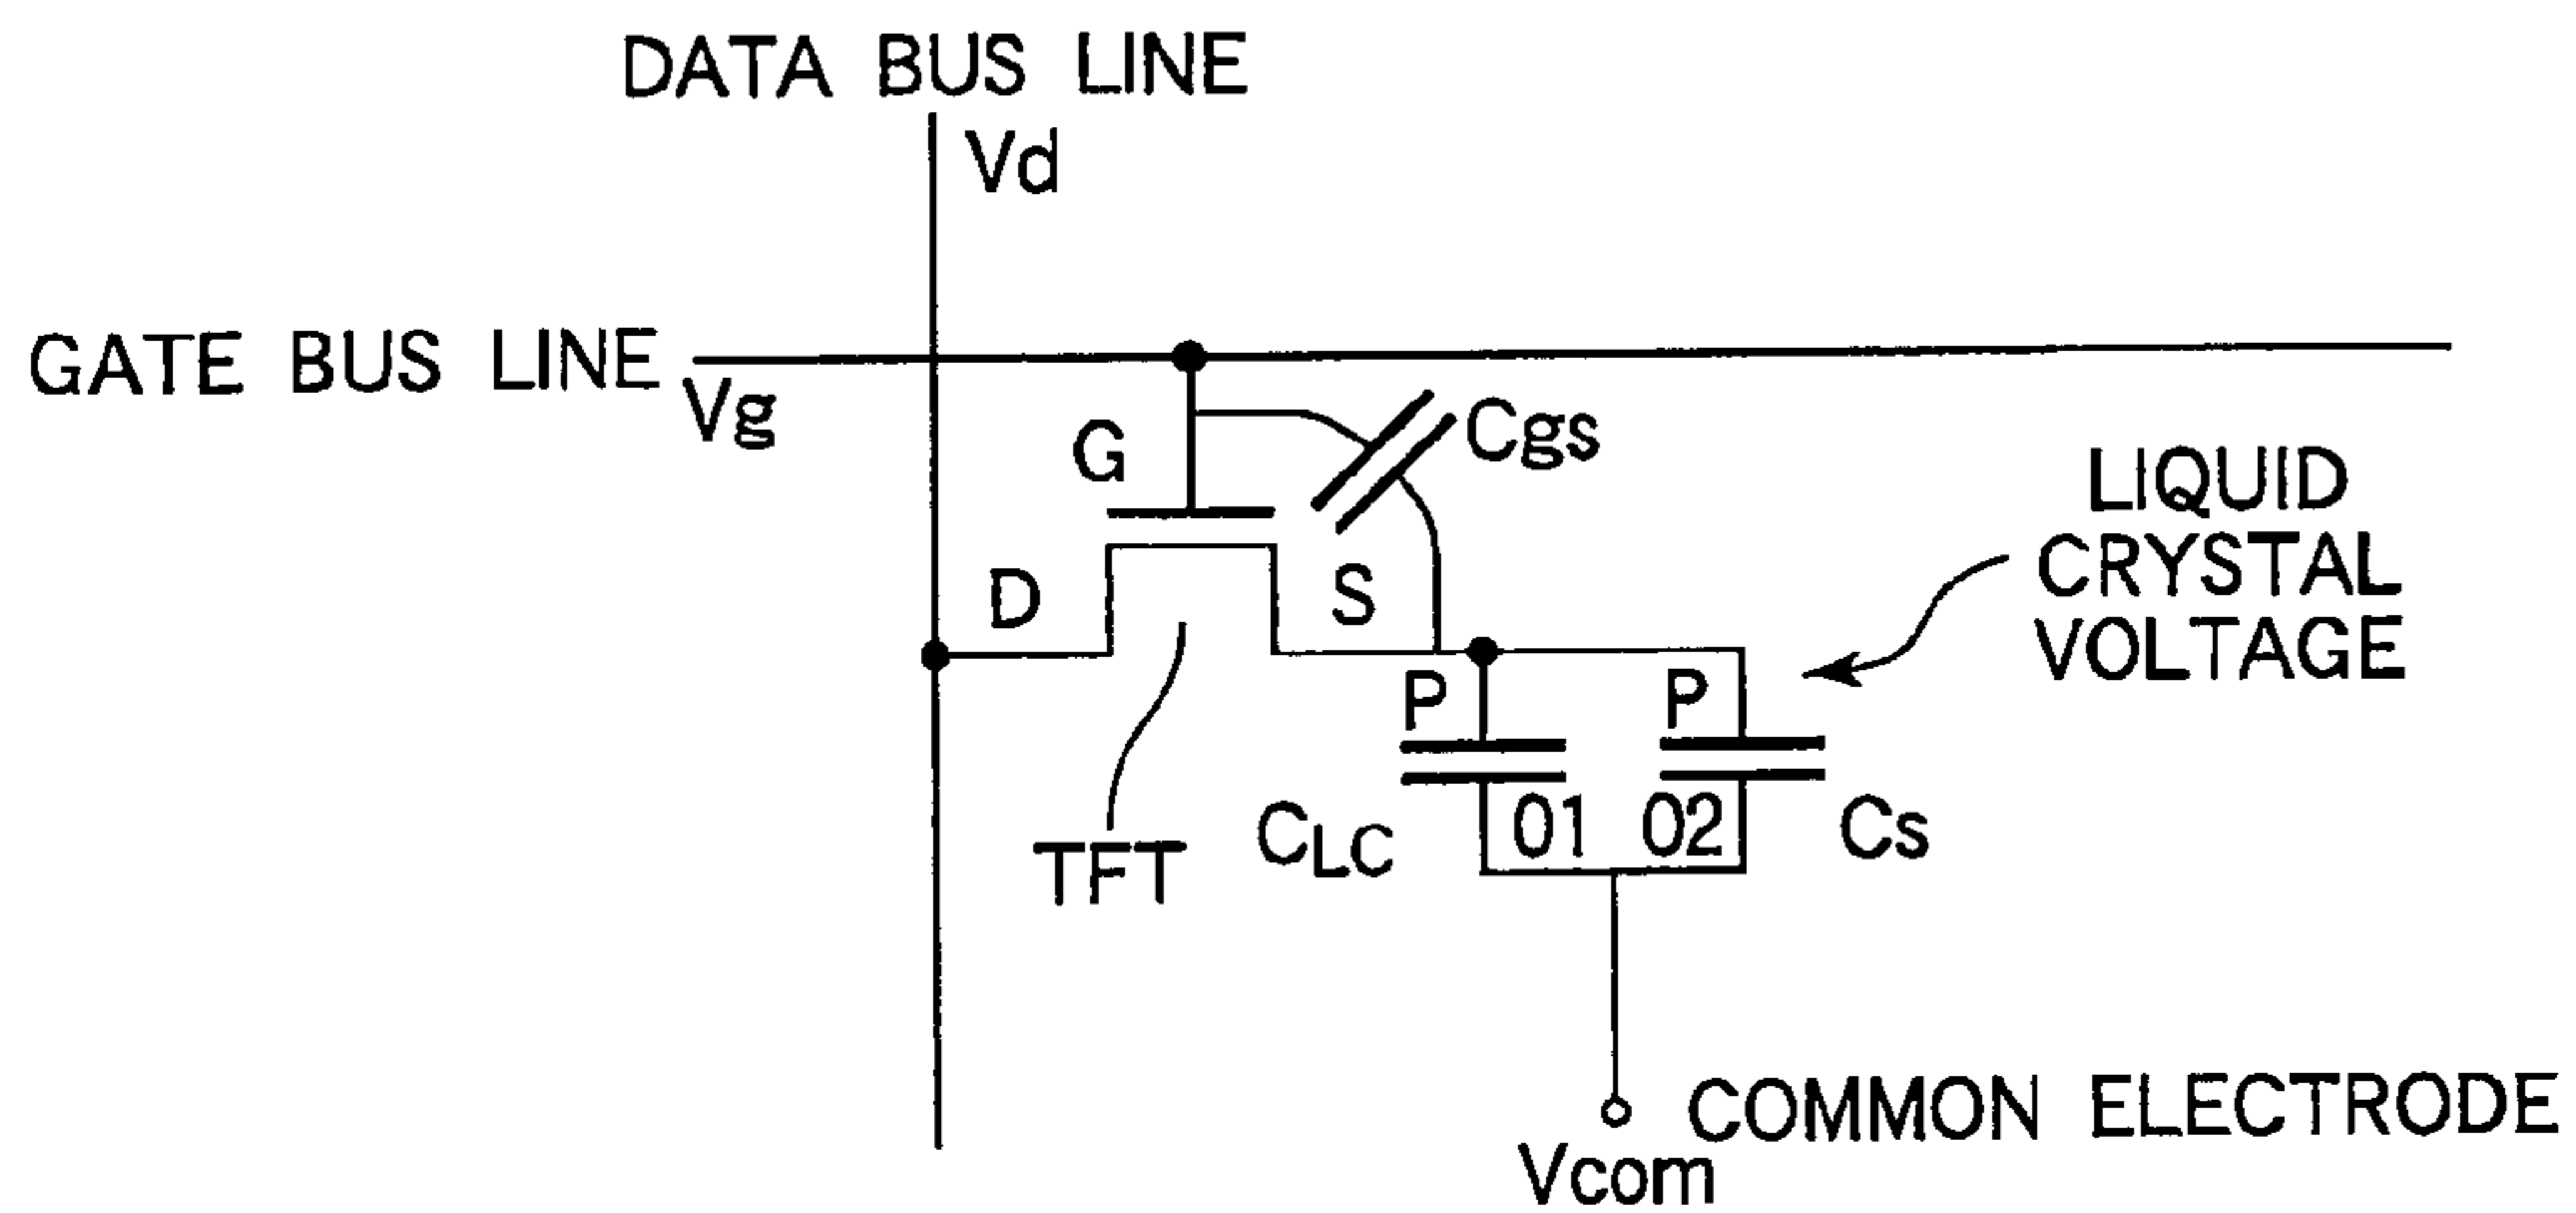 DATA BUS LINE
Vd
GATE BUS LINE
Vg
G
Cgs
D
S
LIQUID
CRYSTAL
VOLTAGE
P
P
TFT
CLC
01
02
Cs
COMMON ELECTRODE
Vcom